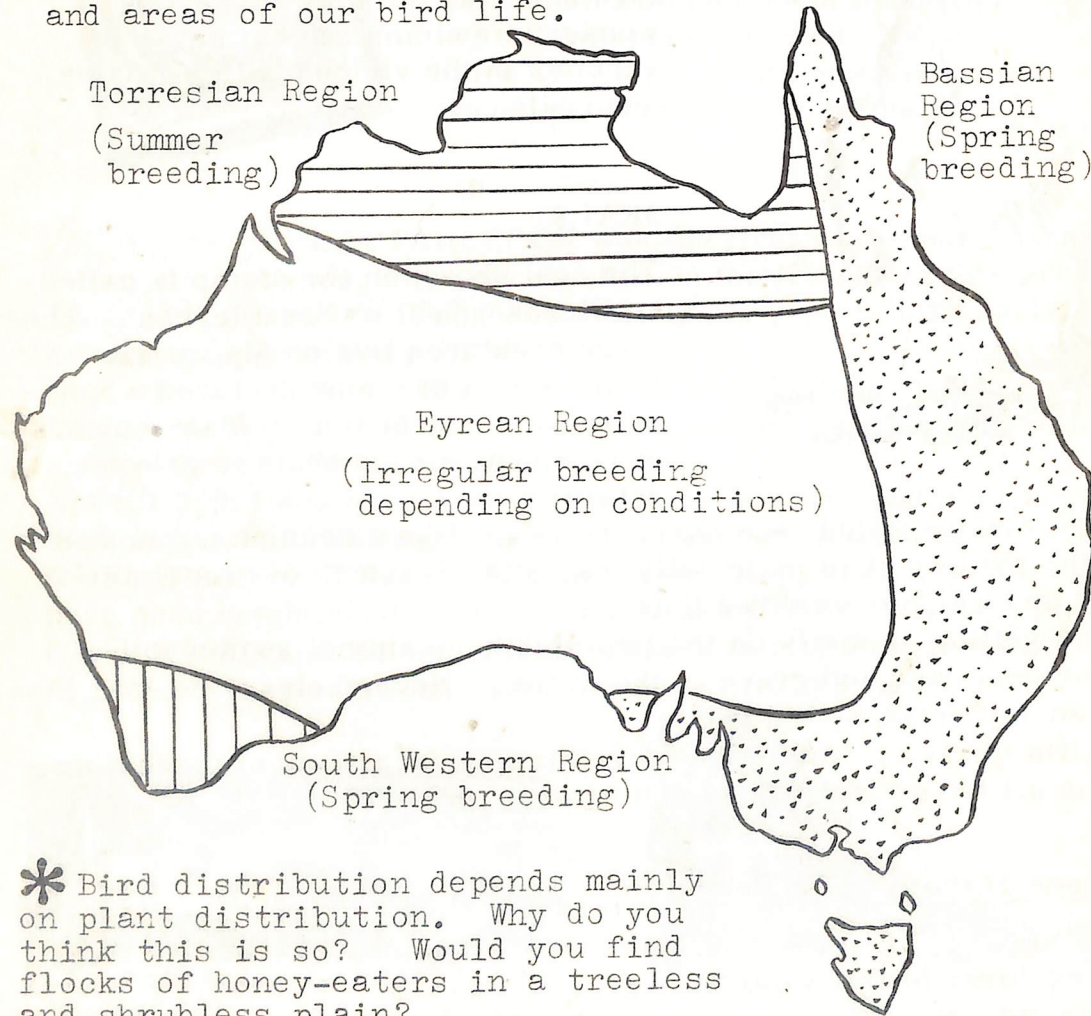 and areas of our bird life.
Torresian Region
(Summer
breeding)
Bassian
Region
(Spring
breeding)
Eyrean Region
(Irregular breeding
depending on conditions)
South Western Region
(Spring breeding)
* Bird distribution depends mainly
on plant distribution. Why do you
think this is so? Would you find
flocks of honey-eaters in a treeless
and shrubless plain?